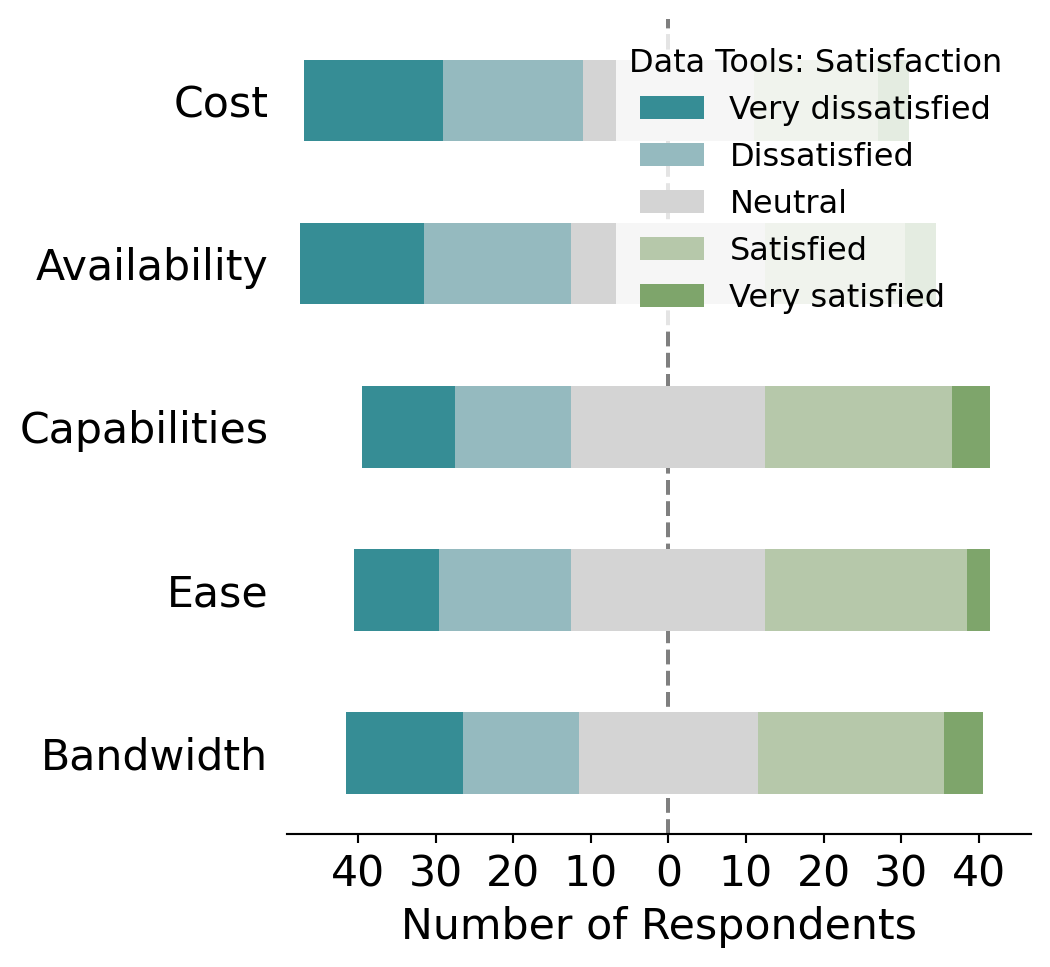 Data Tools: Satisfaction
Very dissatisfied
Dissatisfied
Neutral
Satisfied
Very satisfied
Cost
Availability
Capabilities
Ease
Bandwidth
40 30 20 10 0 10 20 30 40
Number of Respondents